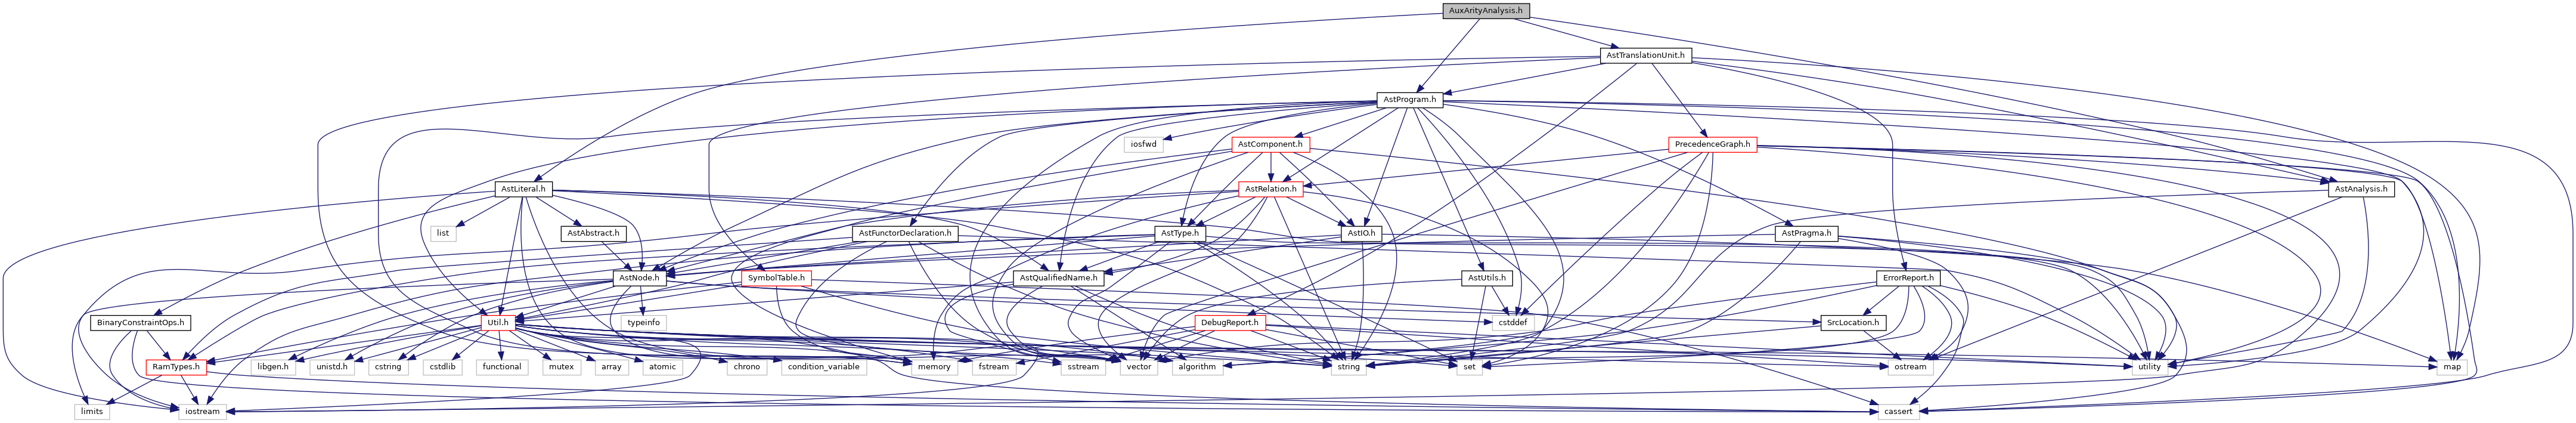 AuxArityAnalysis.h
AstTranslationUnit.h
AstProgram.h
iosfwd
AstComponent.h
PrecedenceGraph.h
AstLiteral.h
AstRelation.h
AstAnalysis.h
list
AstAbstract.h
AstFunctorDeclaration.h
AstType.h
AstIO.h
AstPragma.h
AstNode.h
SymbolTable.h
AstQualifiedName.h
AstUtils.h
ErrorReport.h
BinaryConstraintOps.h
Util.h
typeinfo
DebugReport.h
cstddef
SrcLocation.h
RamTypes.h
libgen.h
unistd.h
cstring
cstdlib
functional
mutex
array
atomic
chrono
condition_variable
memory
fstream
sstream
vector
algorithm
string
set
ostream
utility
map
limits
iostream
cassert